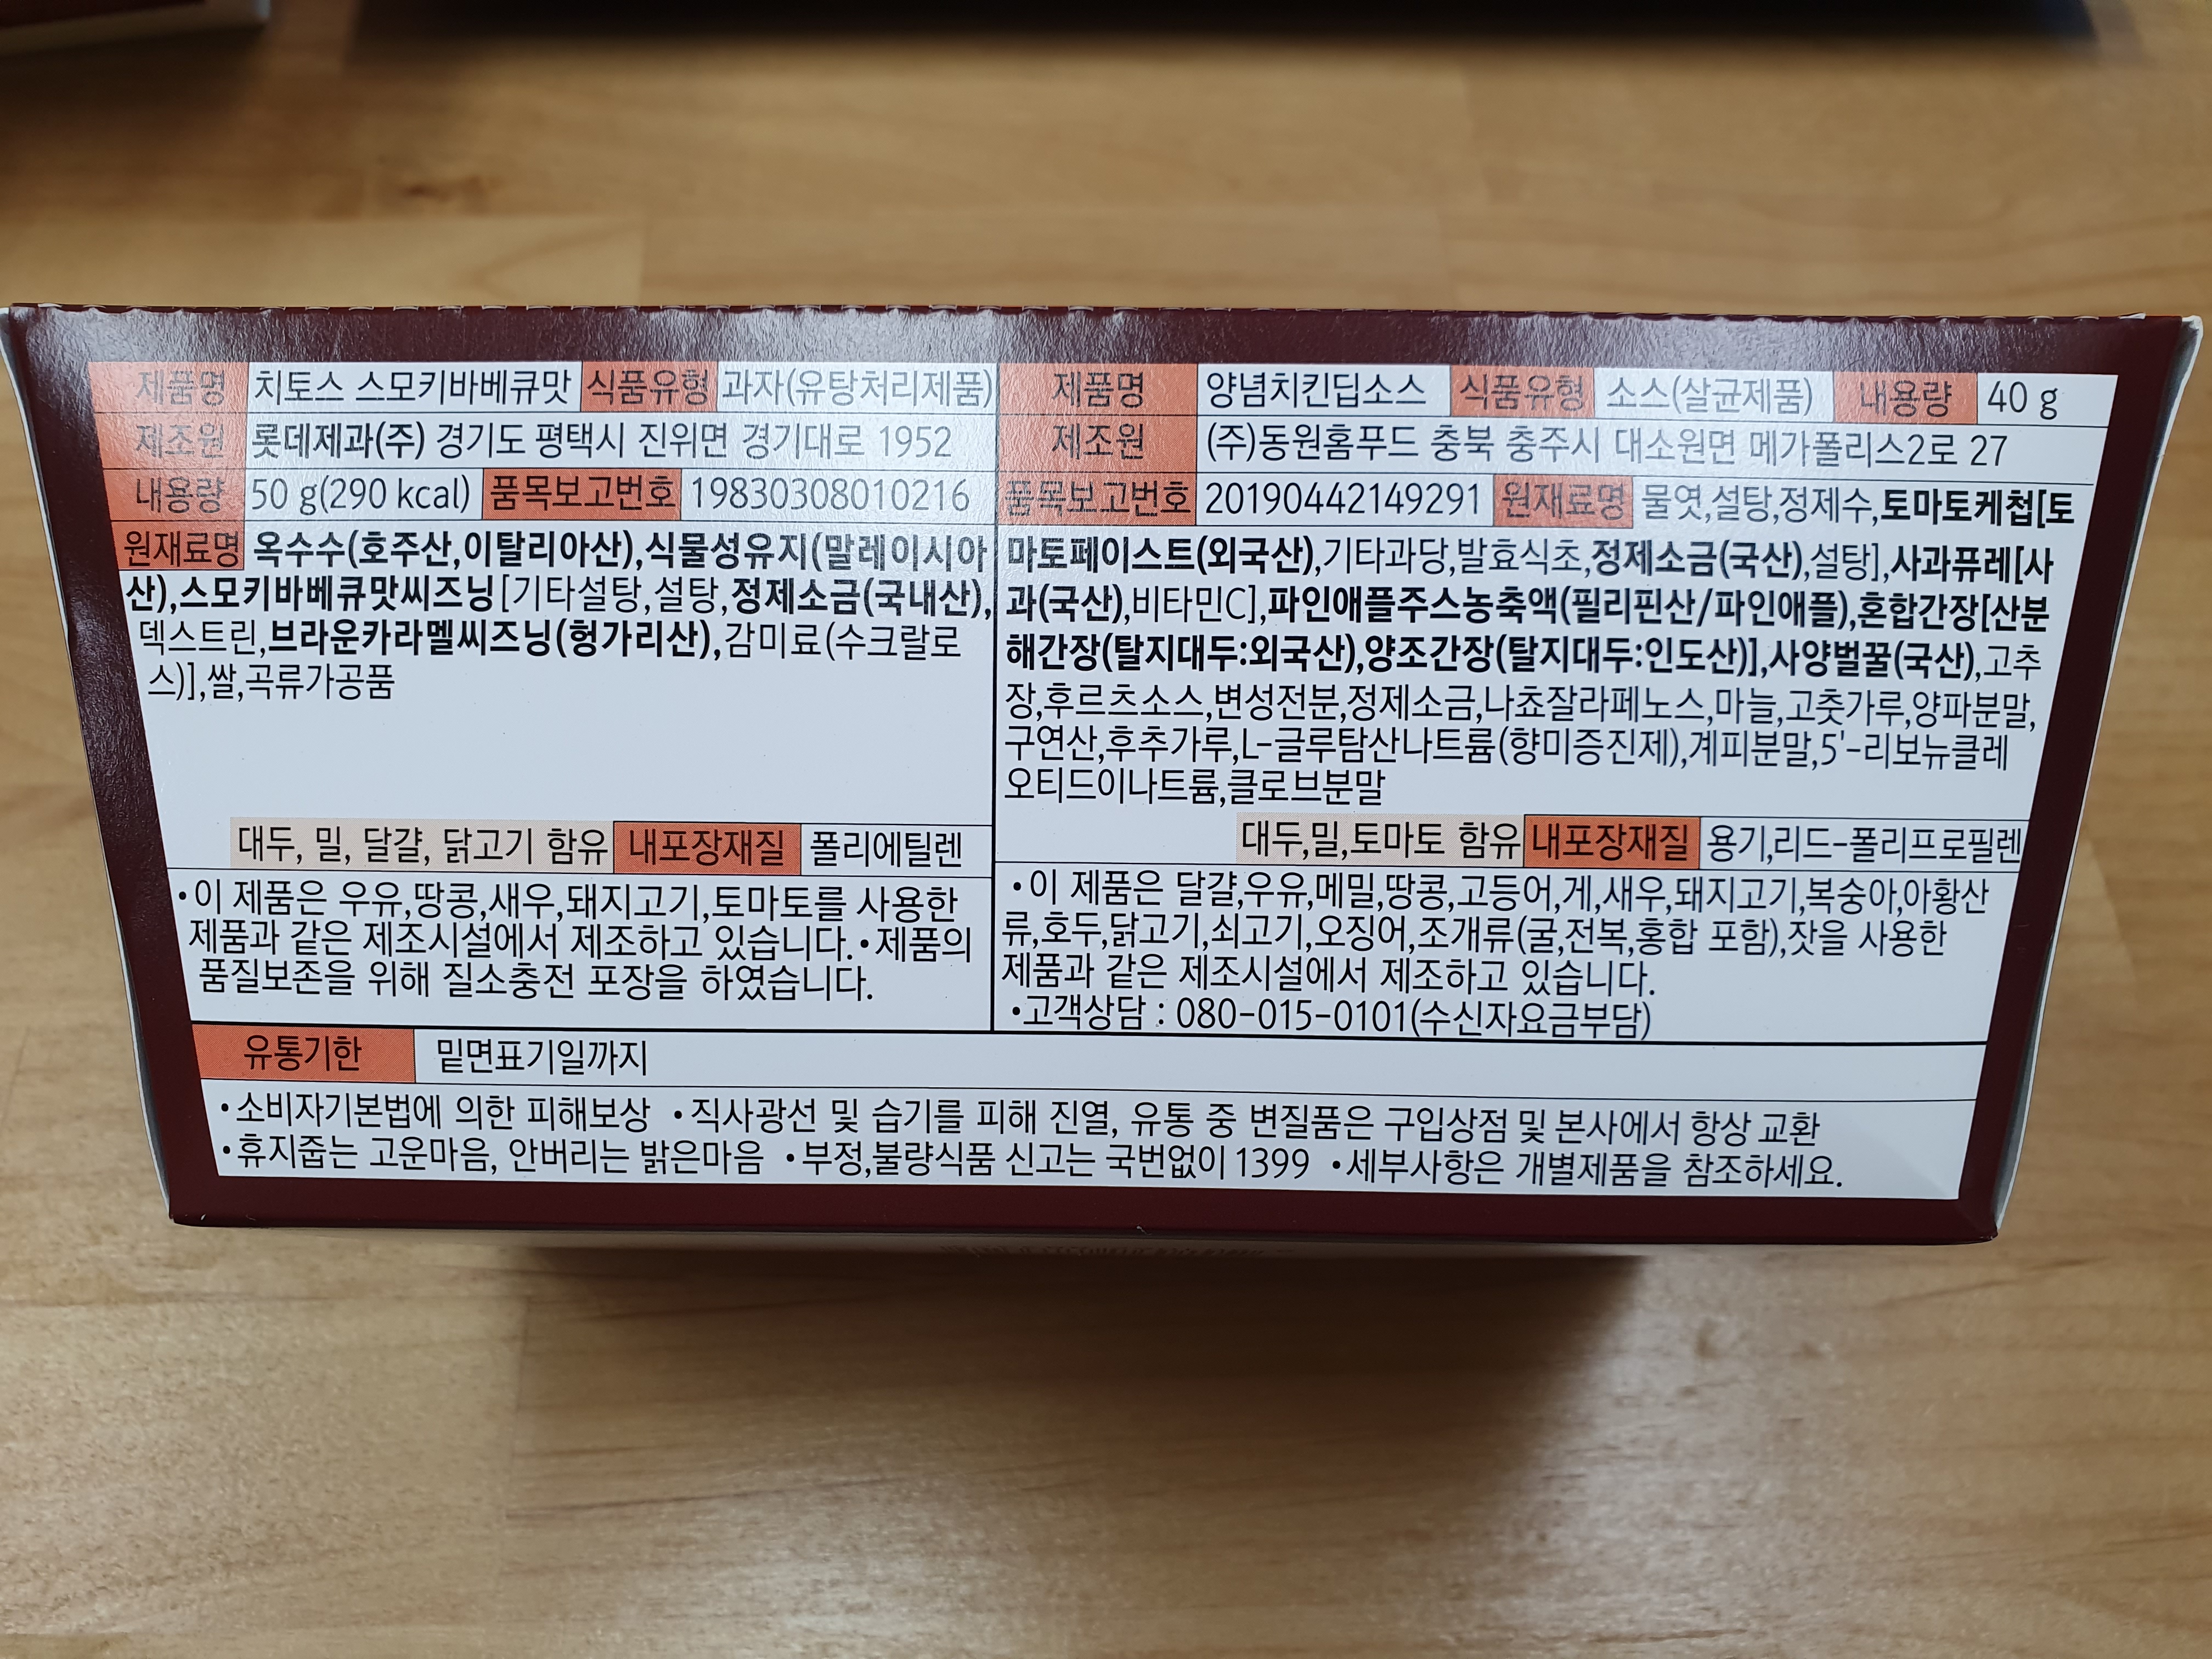 제품명 치토스 스모키바베큐맛 식품유형 과자(유탕처리제품)
제조원 롯데제과(주) 경기도 평택시 진위면 경기대로 1952
내용량 50 g(290 kcal) 품목보고번호 19830308010216
원재료명 옥수수(호주산,이탈리아산),식물성유지(말레이시아
산),스모키바베큐맛씨즈닝[기타설탕,설탕,정제소금(국내산),
덱스트린,브라운카라멜씨즈닝(헝가리산),감미료(수크랄로
스)],쌀,곡류가공품
대두, 밀, 달걀, 닭고기 함유 내포장재질 폴리에틸렌
•이 제품은 우유,땅콩,새우,돼지고기,토마토를 사용한
제품과 같은 제조시설에서 제조하고 있습니다.•제품의
품질보존을 위해 질소충전 포장을 하였습니다.
제품명 양념치킨딥소스 식품유형 소스(살균제품) 내용량 40 g
제조원 (주)동원홈푸드 충북 충주시 대소원면 메가폴리스2로 27
품목보고번호 20190442149291 원재료명 물엿,설탕,정제수,토마토케첩[토
마토페이스트(외국산),기타과당,발효식초,정제소금(국산),설탕],사과퓨레[사
과(국산),비타민C],파인애플주스농축액(필리핀산/파인애플),혼합간장[산분
해간장(탈지대두:외국산),양조간장(탈지대두:인도산)],사양벌꿀(국산),고추
장,후르츠소스,변성전분,정제소금,나쵸잘라페노스,마늘,고춧가루,양파분말,
구연산,후추가루,L-글루탐산나트륨(향미증진제),계피분말,5'-리보뉴클레
오티드이나트륨,클로브분말
대두,밀,토마토 함유 내포장재질 용기,리드-폴리프로필렌
•이 제품은 달걀,우유,메밀,땅콩,고등어,게,새우,돼지고기,복숭아,아황산
류,호두,닭고기,쇠고기,오징어,조개류(굴,전복,홍합 포함),잣을 사용한
제품과 같은 제조시설에서 제조하고 있습니다.
•고객상담 : 080-015-0101(수신자요금부담)
유통기한 밑면표기일까지
•소비자기본법에 의한 피해보상 •직사광선 및 습기를 피해 진열, 유통 중 변질품은 구입상점 및 본사에서 항상 교환
•휴지줍는 고운마음, 안버리는 밝은마음 •부정,불량식품 신고는 국번없이 1399 •세부사항은 개별제품을 참조하세요.